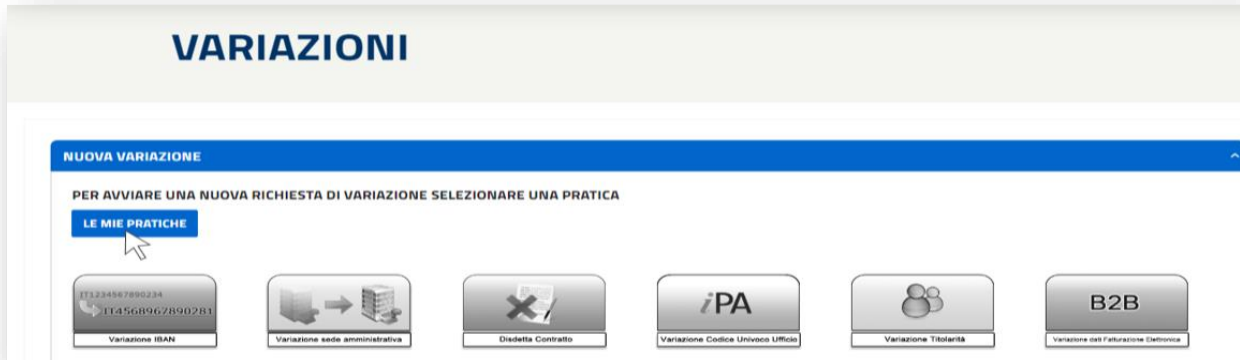 VARIAZIONI
NUOVA VARIAZIONE
PER AVVIARE UNA NUOVA RICHIESTA DI VARIAZIONE SELEZIONARE UNA PRATICA
LE MIE PRATICHE
IT1234567890234
IT4568967890281
iPA
B2B
Variazione IBAN
Variazione sede amministrativa
Disdetta Contratto
Variazione Codice Univoco Ufficio
Variazione Titolarità
Variazione dati Fatturazione Elettronica